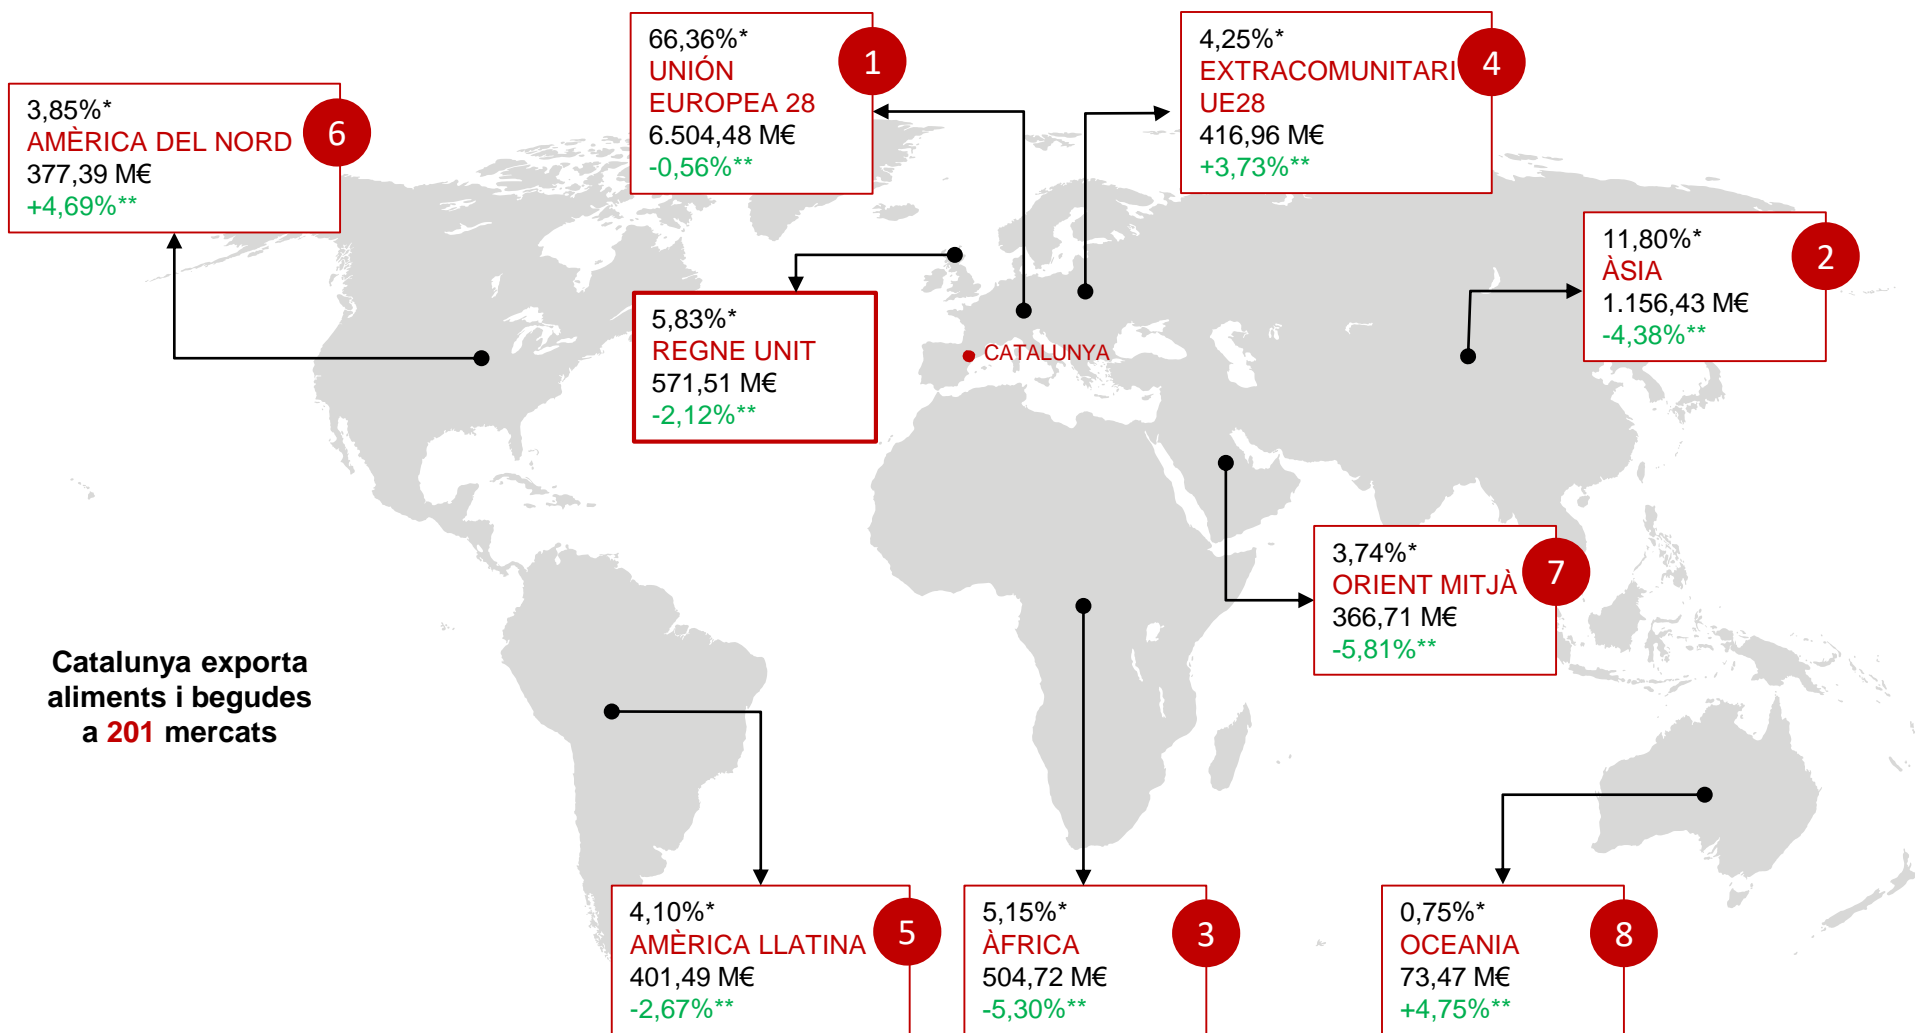 66,36%*
UNIÓN
EUROPEA 28
6.504,48 M€
-0,56%**
1
4,25%*
EXTRACOMUNITARI
UE28
416,96 M€
+3,73%**
4
3,85%*
AMÈRICA DEL NORD
377,39 M€
+4,69%**
6
11,80%*
ÀSIA
1.156,43 M€
-4,38%**
2
5,83%*
REGNE UNIT
571,51 M€
-2,12%**
CATALUNYA
3,74%*
ORIENT MITJÀ
366,71 M€
-5,81%**
7
Catalunya exporta
aliments i begudes
a 201 mercats
4,10%*
AMÈRICA LLATINA
401,49 M€
-2,67%**
5
5,15%*
ÀFRICA
504,72 M€
-5,30%**
3
0,75%*
OCEANIA
73,47 M€
+4,75%**
8